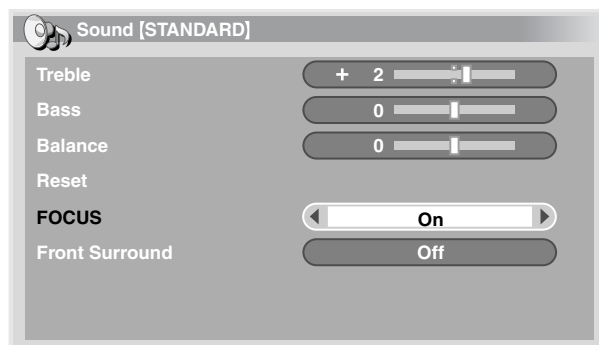 Sound [STANDARD]
Treble + 2
Bass 0
Balance 0
Reset
FOCUS On
Front Surround Off